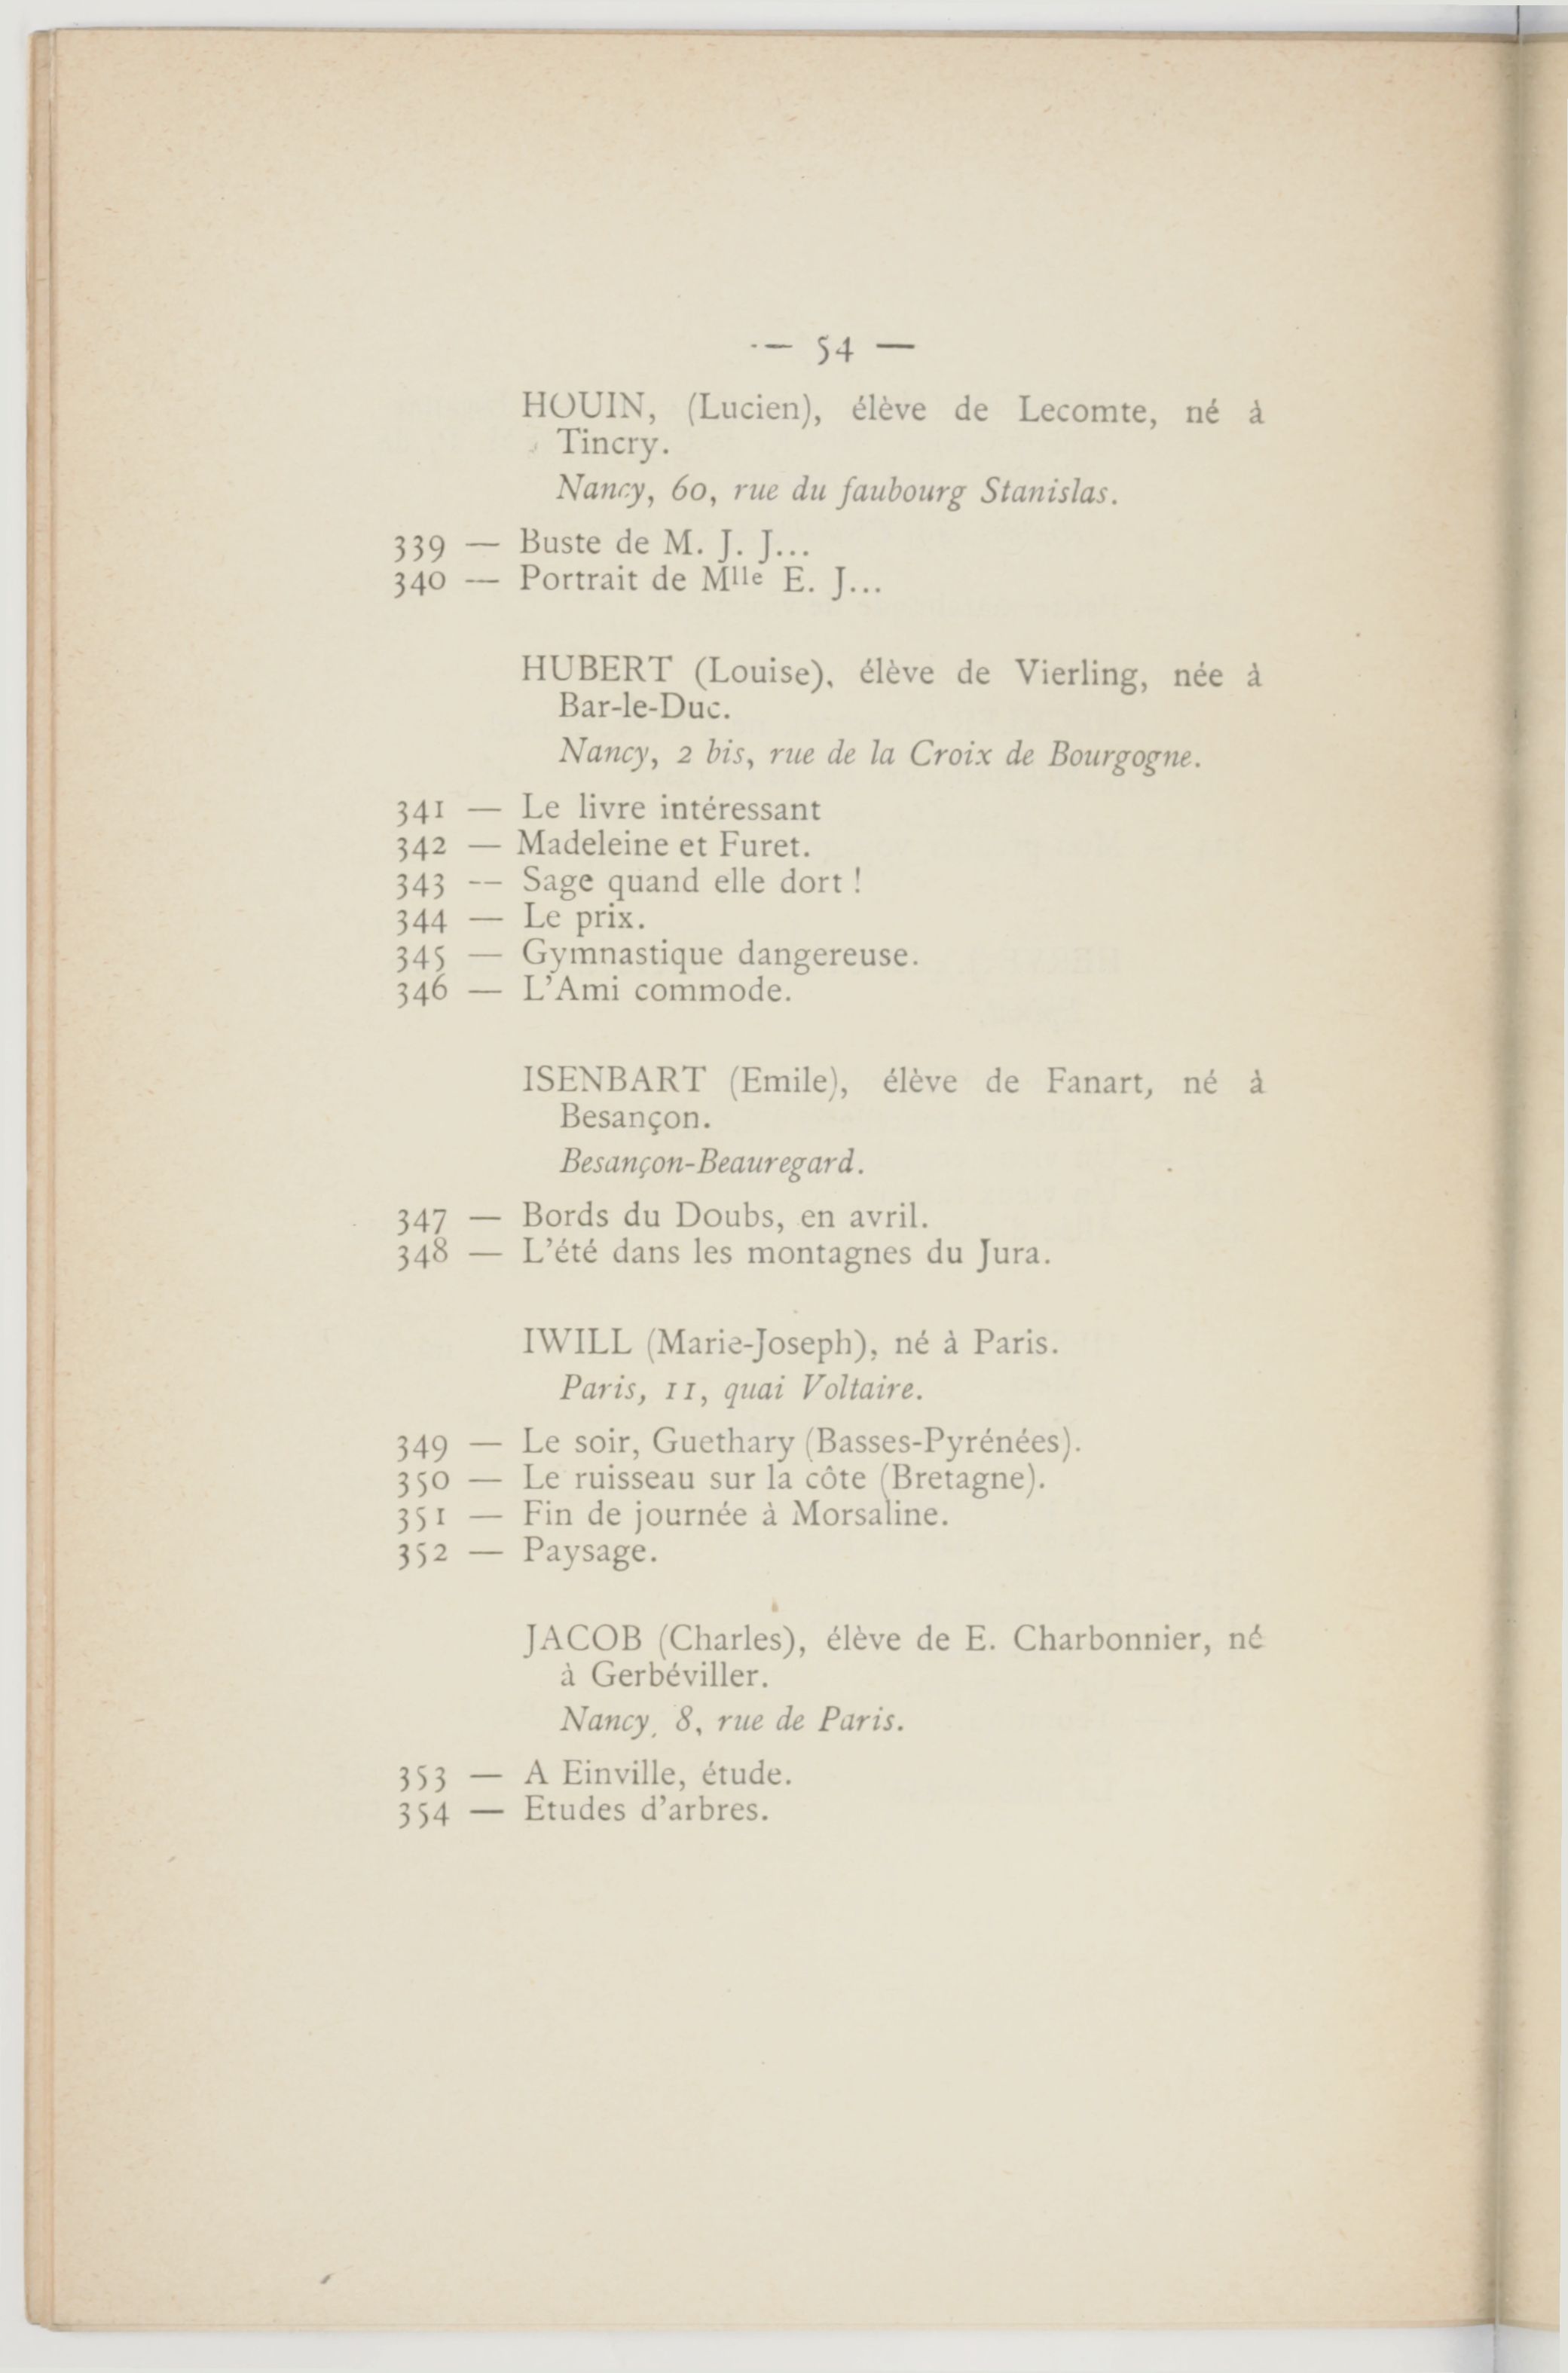 — 54 —
HOUIN, (Lucien), élève de Lecomte, né à
Tincry.
Nancy, 60, rue du faubourg Stanislas.
339 — Buste de M. J. J...
340 — Portrait de Mlle E. J...
HUBERT (Louise), élève de Vierling, née à
Bar-le-Duc.
Nancy, 2 bis, rue de la Croix de Bourgogne.
341 — Le livre intéressant
342 — Madeleine et Furet.
343 — Sage quand elle dort !
344 — Le prix.
345 — Gymnastique dangereuse.
346 — L'Ami commode.
ISENBART (Emile), élève de Fanart, né à
Besançon.
Besançon-Beauregard.
347 — Bords du Doubs, en avril.
348 — L'été dans les montagnes du Jura.
IWILL (Marie-Joseph), né à Paris.
Paris, 11, quai Voltaire.
349 — Le soir, Guethary (Basses-Pyrénées).
350 — Le ruisseau sur la côte (Bretagne).
351 — Fin de journée à Morsaline.
352 — Paysage.
JACOB (Charles), élève de E. Charbonnier, né
à Gerbéviller.
Nancy, 8, rue de Paris.
353 — A Einville, étude.
354 — Etudes d'arbres.